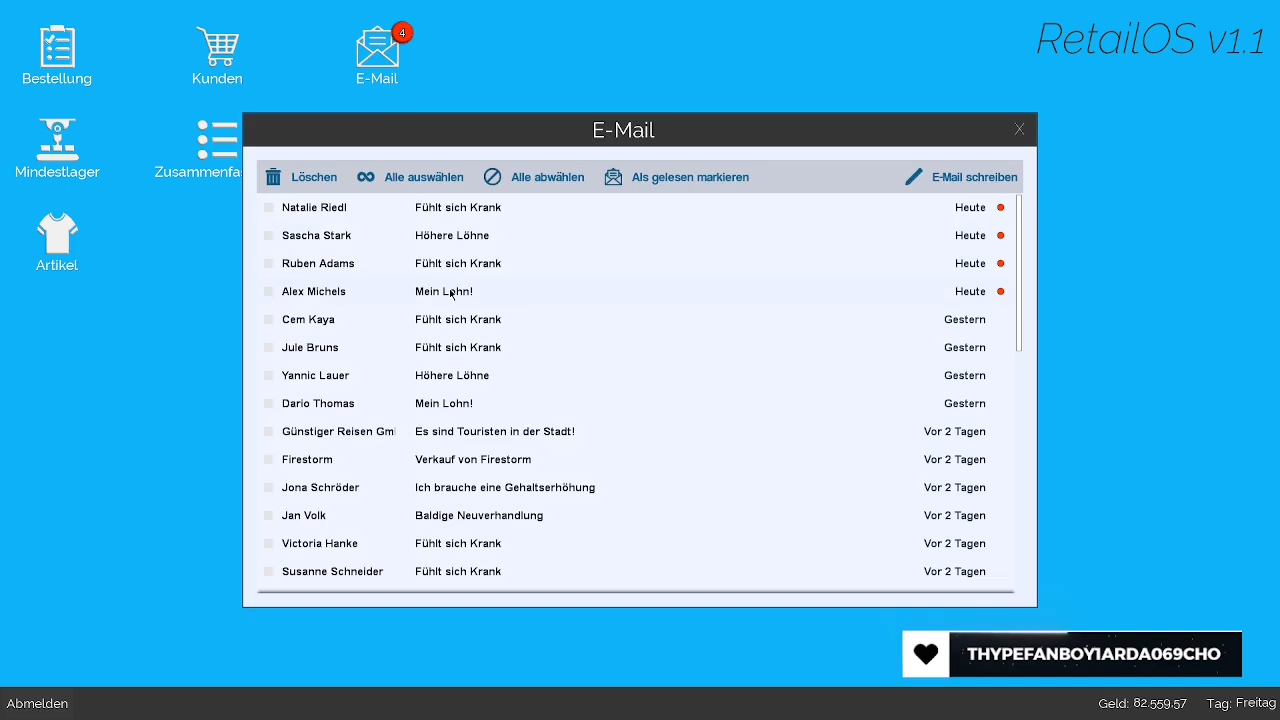 Bestellung
Kunden
4
E-Mail
RetailOS v1.1
Mindestlager
Artikel
E-Mail
X
Löschen Alle auswählen Alle abwählen Als gelesen markieren E-Mail schreiben
Natalie Riedl Fühlt sich Krank Heute
Sascha Stark Höhere Löhne Heute
Ruben Adams Fühlt sich Krank Heute
Alex Michels Mein Lohn! Heute
Cem Kaya Fühlt sich Krank Gestern
Jule Bruns Fühlt sich Krank Gestern
Yannic Lauer Höhere Löhne Gestern
Dario Thomas Mein Lohn! Gestern
Günstiger Reisen Es sind Touristen in der Stadt! Vor 2 Tagen
Firestorm Verkauf von Firestorm Vor 2 Tagen
Jona Schröder Ich brauche eine Gehaltserhöhung Vor 2 Tagen
Jan Volk Baldige Neuverhandlung Vor 2 Tagen
Victoria Hanke Fühlt sich Krank Vor 2 Tagen
Susanne Schneider Fühlt sich Krank Vor 2 Tagen
THYPEFANBOY1ARDA069CHO
Abmelden
Geld: 82.559.57 Tag: Freitag